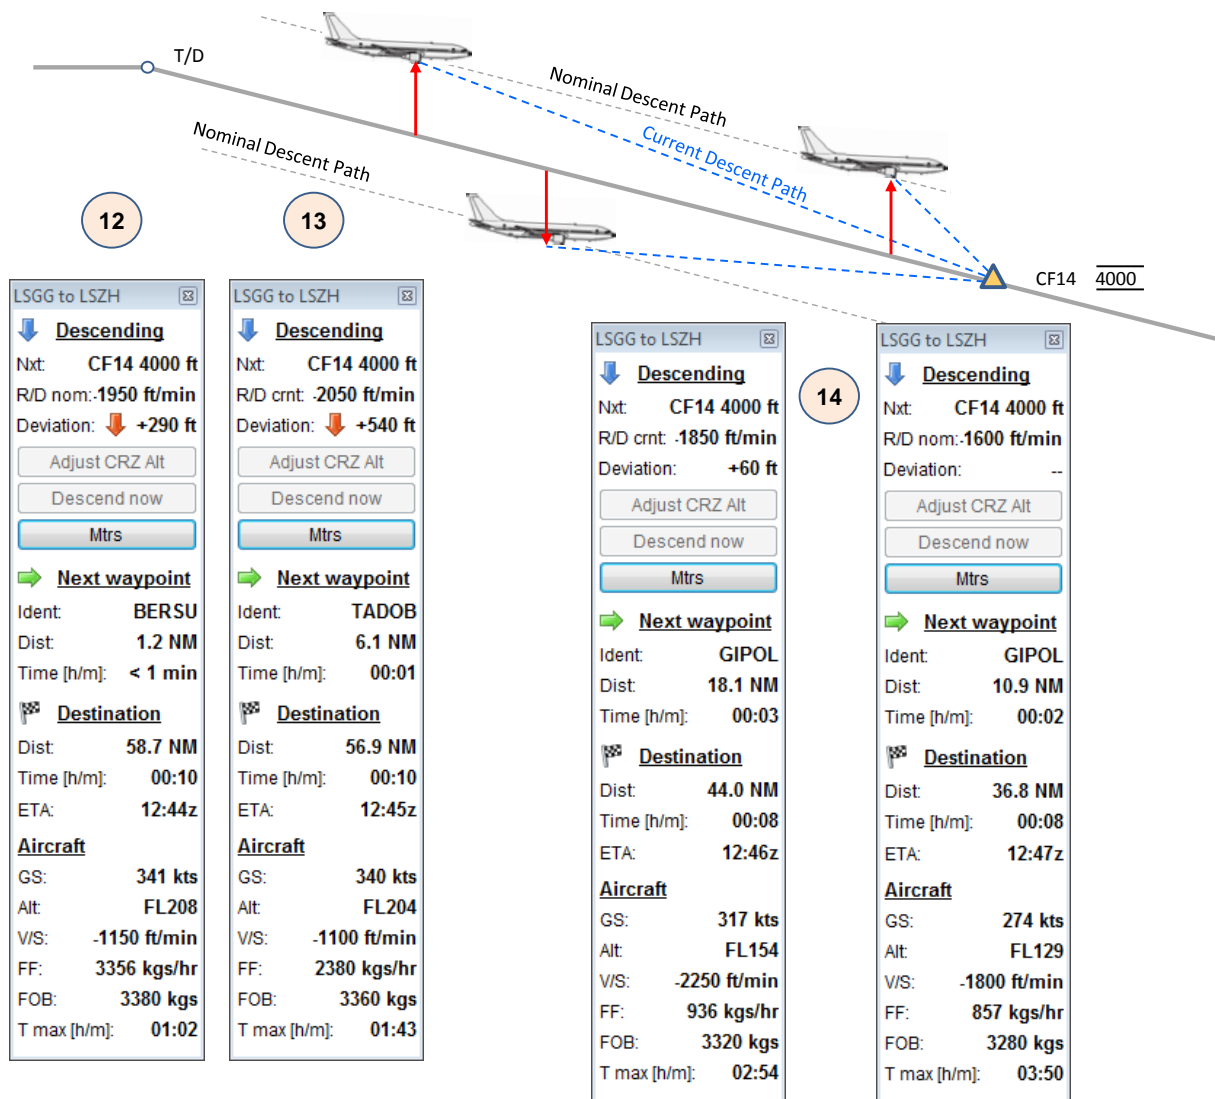 T/D
Nominal Descent Path
Nominal Descent Path
Current Descent Path
CF14 4000
12
13
14
LSGG to LSZH
Descending
Nxt: CF14 4000 ft
R/D nom: -1950 ft/min
Deviation: +290 ft
Adjust CRZ Alt
Descend now
Mtrs
Next waypoint
Ident: BERSU
Dist: 1.2 NM
Time [h/m]: < 1 min
Destination
Dist: 58.7 NM
Time [h/m]: 00:10
ETA: 12:44z
Aircraft
GS: 341 kts
Alt: FL208
V/S: -1150 ft/min
FF: 3356 kgs/hr
FOB: 3380 kgs
T max [h/m]: 01:02
LSGG to LSZH
Descending
Nxt: CF14 4000 ft
R/D crnt: -2050 ft/min
Deviation: +540 ft
Adjust CRZ Alt
Descend now
Mtrs
Next waypoint
Ident: TADOB
Dist: 6.1 NM
Time [h/m]: 00:01
Destination
Dist: 56.9 NM
Time [h/m]: 00:10
ETA: 12:45z
Aircraft
GS: 340 kts
Alt: FL204
V/S: -1100 ft/min
FF: 2380 kgs/hr
FOB: 3360 kgs
T max [h/m]: 01:43
LSGG to LSZH
Descending
Nxt: CF14 4000 ft
R/D crnt: -1850 ft/min
Deviation: +60 ft
Adjust CRZ Alt
Descend now
Mtrs
Next waypoint
Ident: GIPOL
Dist: 18.1 NM
Time [h/m]: 00:03
Destination
Dist: 44.0 NM
Time [h/m]: 00:08
ETA: 12:46z
Aircraft
GS: 317 kts
Alt: FL154
V/S: -2250 ft/min
FF: 936 kgs/hr
FOB: 3320 kgs
T max [h/m]: 02:54
LSGG to LSZH
Descending
Nxt: CF14 4000 ft
R/D nom: -1600 ft/min
Deviation: --
Adjust CRZ Alt
Descend now
Mtrs
Next waypoint
Ident: GIPOL
Dist: 10.9 NM
Time [h/m]: 00:02
Destination
Dist: 36.8 NM
Time [h/m]: 00:08
ETA: 12:47z
Aircraft
GS: 274 kts
Alt: FL129
V/S: -1800 ft/min
FF: 857 kgs/hr
FOB: 3280 kgs
T max [h/m]: 03:50